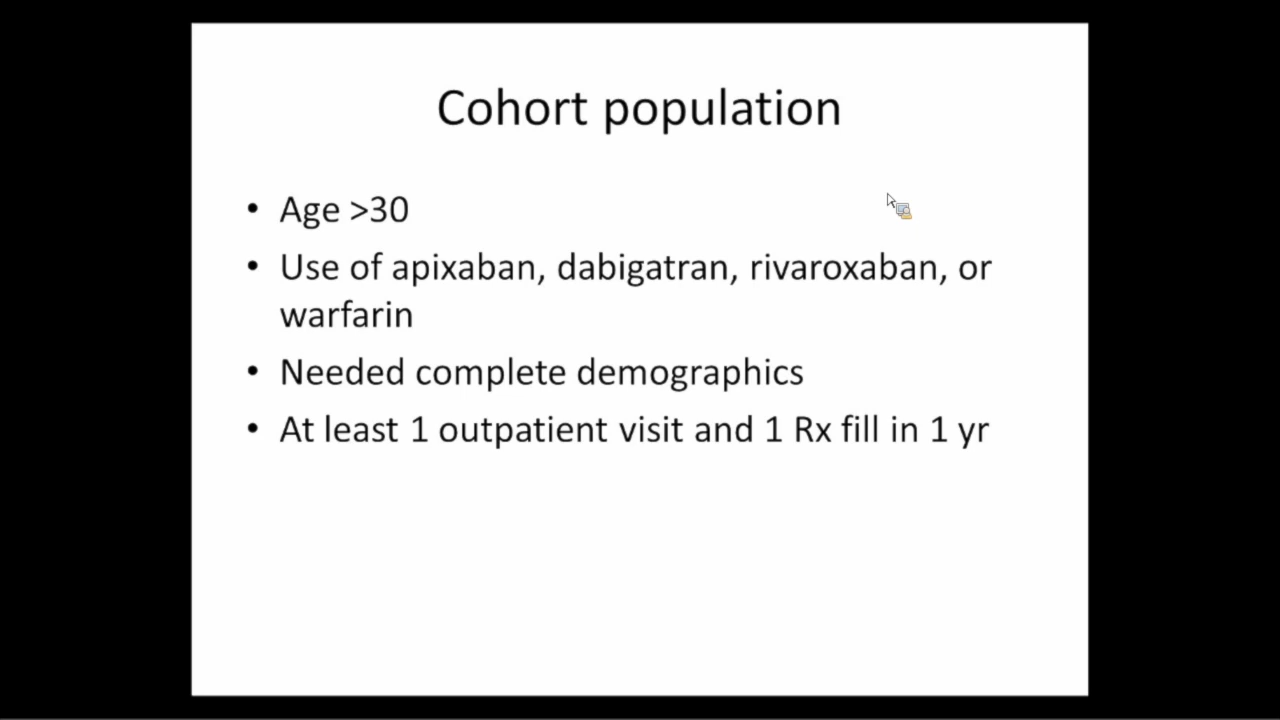 Cohort population
• Age >30
• Use of apixaban, dabigatran, rivaroxaban, or
warfarin
• Needed complete demographics
• At least 1 outpatient visit and 1 Rx fill in 1 yr